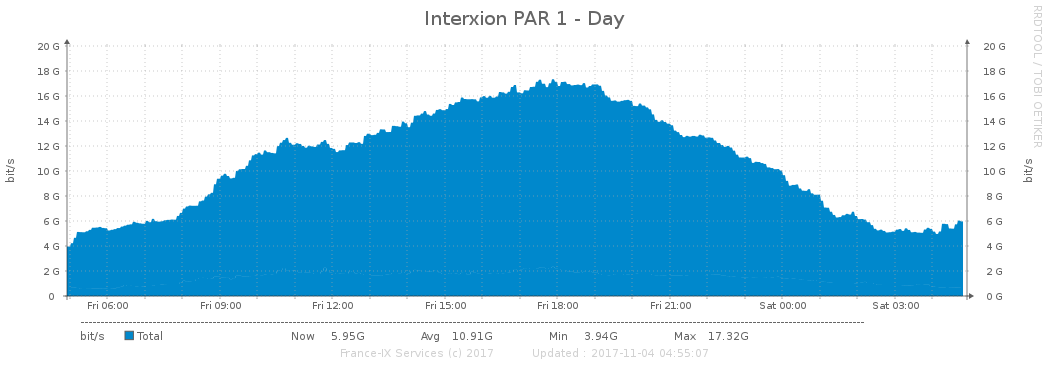 Interxion PAR 1 - Day
RRDTOOL / TOBI OETIKER
20 G 20 G
18 G 18 G
16 G 16 G
14 G 14 G
12 G 12 G
10 G 10 G
8 G 8 G
6 G 6 G
4 G 4 G
2 G 2 G
0 0 G
bit/s bit/s
Fri 06:00 Fri 09:00 Fri 12:00 Fri 15:00 Fri 18:00 Fri 21:00 Sat 00:00 Sat 03:00
bit/s Total Now 5.95G Avg 10.91G Min 3.94G Max 17.32G
France-IX Services (c) 2017 Updated : 2017-11-04 04:55:07